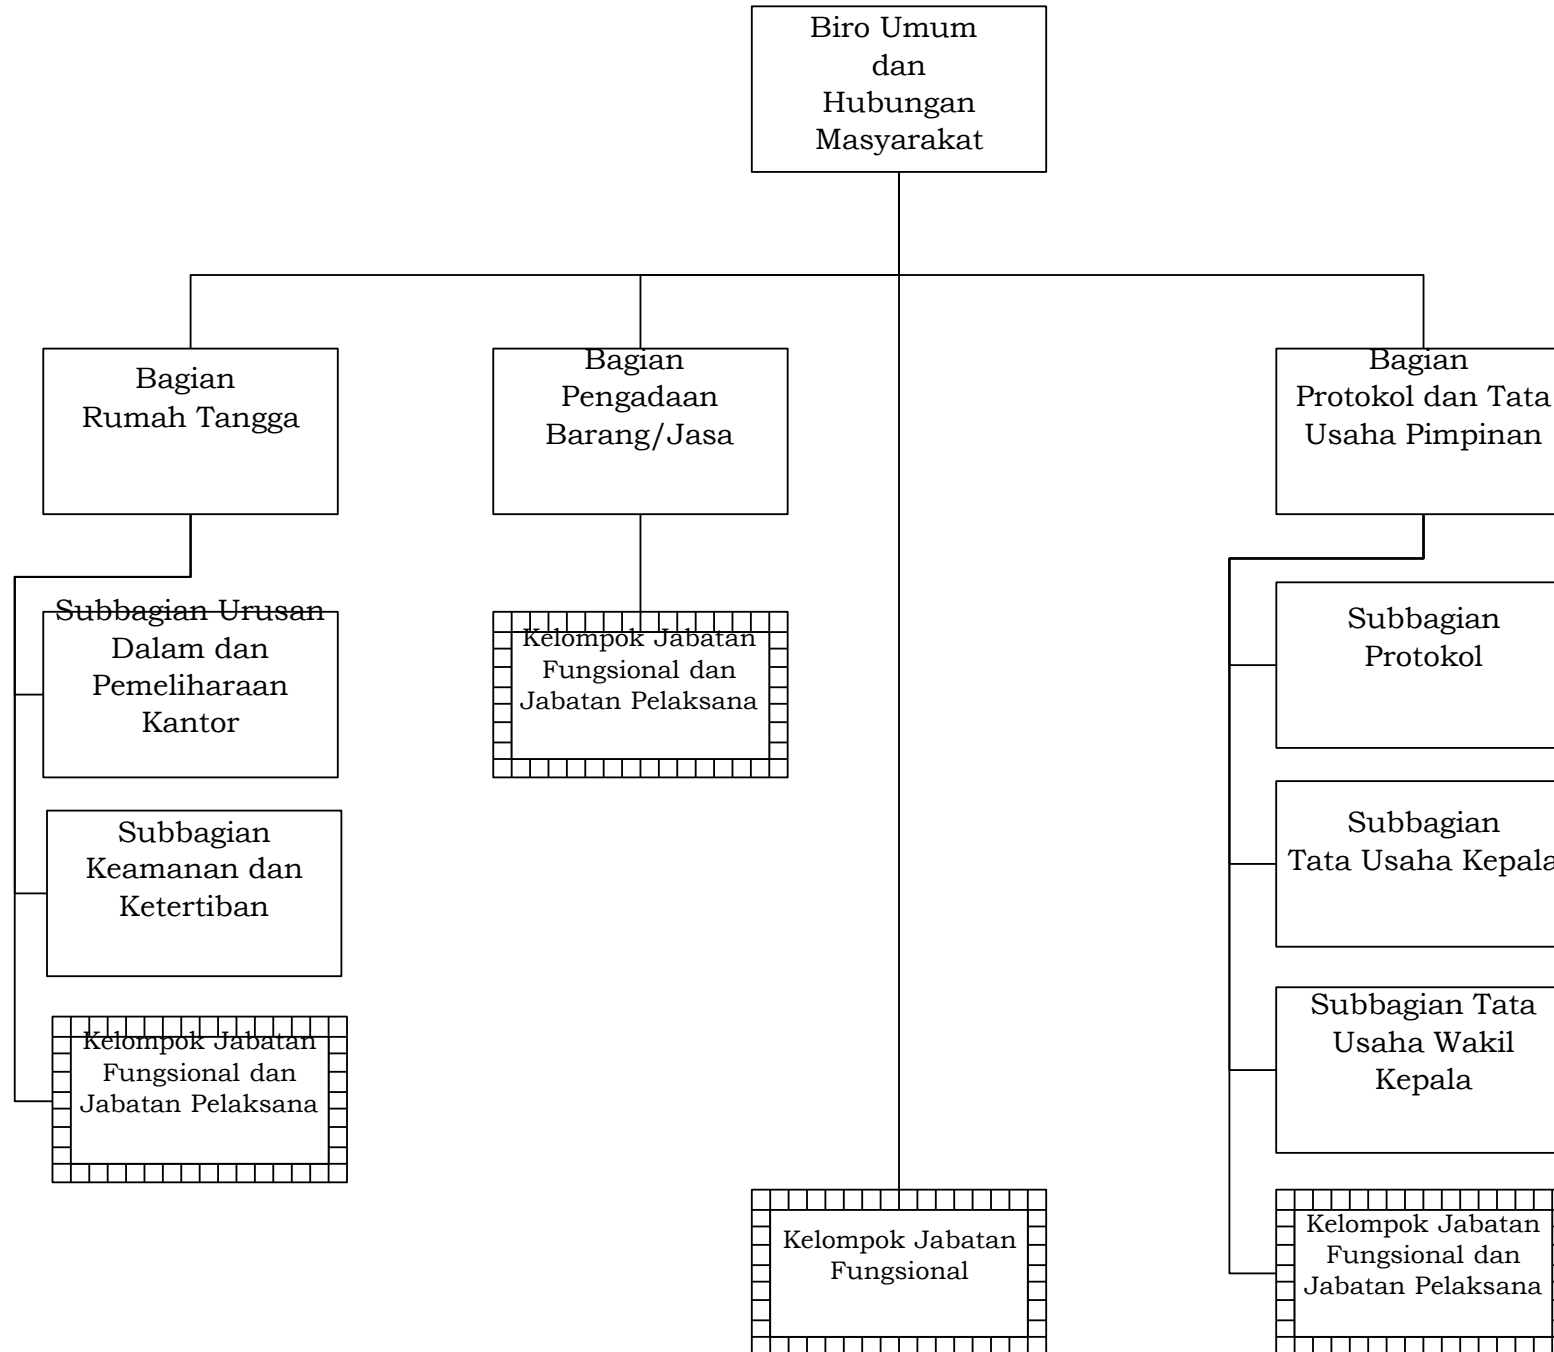 Biro Umum
dan
Hubungan
Masyarakat
Bagian
Rumah Tangga
Bagian
Pengadaan
Barang/Jasa
Bagian
Protokol dan Tata
Usaha Pimpinan
Subbagian Urusan
Dalam dan
Pemeliharaan
Kantor
Kelompok Jabatan
Fungsional dan
Jabatan Pelaksana
Subbagian
Protokol
Subbagian
Keamanan dan
Ketertiban
Subbagian
Tata Usaha Kepala
Kelompok Jabatan
Fungsional dan
Jabatan Pelaksana
Subbagian Tata
Usaha Wakil
Kepala
Kelompok Jabatan
Fungsional
Kelompok Jabatan
Fungsional dan
Jabatan Pelaksana